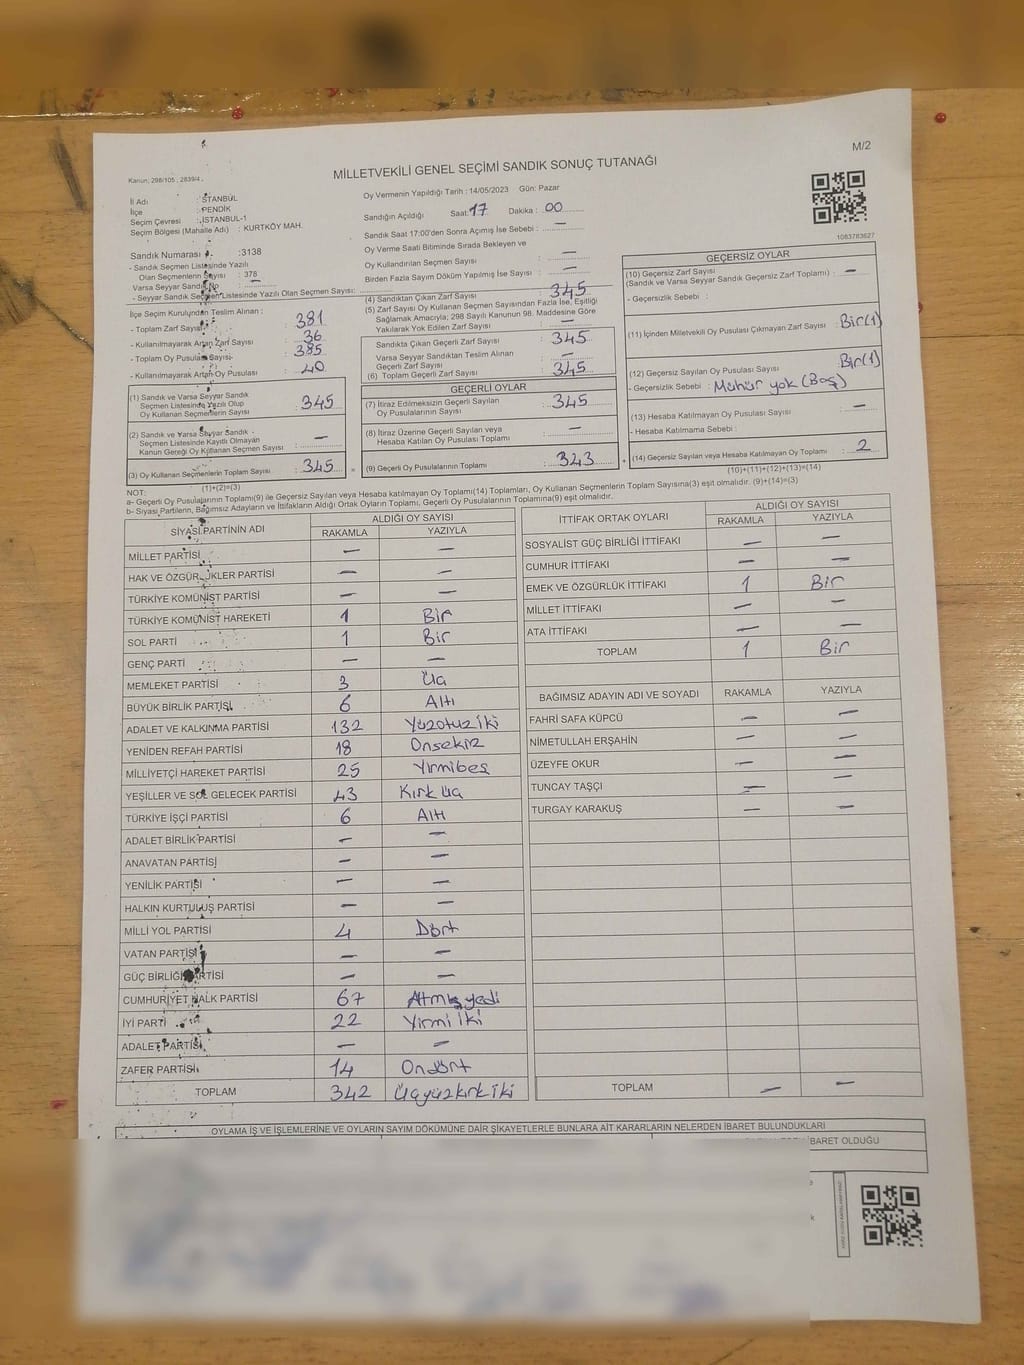 M/2
MİLLETVEKİLİ GENEL SEÇİMİ SANDIK SONUÇ TUTANAĞI
Kanun; 298/105 , 2839/4 ,
İl Adı : İSTANBUL
İlçe : PENDİK
Seçim Çevresi : İSTANBUL-1
Seçim Bölgesi (Mahalle Adı) : KURTKÖY MAH.
Oy Vermenin Yapıldığı Tarih : 14/05/2023 Gün: Pazar
Sandığın Açıldığı Saat: 17 Dakika : 00
Sandık Saat 17:00'den Sonra Açımış İse Sebebi : —
Oy Verme Saati Bitiminde Sırada Bekleyen ve
Oy Kullandırılan Seçmen Sayısı : —
Birden Fazla Sayım Döküm Yapılmış İse Sayısı : —
1083783627
Sandık Numarası : 3138
- Sandık Seçmen Listesinde Yazılı
Olan Seçmenlerin Sayısı : 378
Varsa Seyyar Sandık No : —
- Seyyar Sandık Seçmen Listesinde Yazılı Olan Seçmen Sayısı:
İlçe Seçim Kurulundan Teslim Alınan :
- Toplam Zarf Sayısı : 381
- Kullanılmayarak Artan Zarf Sayısı : 36
- Toplam Oy Pusulası Sayısı : 385
- Kullanılmayarak Artan Oy Pusulası : 40
(1) Sandık ve Varsa Seyyar Sandık
Seçmen Listesinde Yazılı Olup
Oy Kullanan Seçmenlerin Sayısı : 345
(2) Sandık ve Varsa Seyyar Sandık
Seçmen Listesinde Kayıtlı Olmayan
Kanun Gereği Oy Kullanan Seçmen Sayısı : —
(3) Oy Kullanan Seçmenlerin Toplam Sayısı : 345 =
(1)+(2)=(3)
(4) Sandıktan Çıkan Zarf Sayısı : 345
(5) Zarf Sayısı Oy Kullanan Seçmen Sayısından Fazla İse, Eşitliği
Sağlamak Amacıyla; 298 Sayılı Kanunun 98. Maddesine Göre
Yakılarak Yok Edilen Zarf Sayısı : —
Sandıkta Çıkan Geçerli Zarf Sayısı : 345
Varsa Seyyar Sandıktan Teslim Alınan
Geçerli Zarf Sayısı : —
(6) Toplam Geçerli Zarf Sayısı : 345
GEÇERLİ OYLAR
(7) İtiraz Edilmeksizin Geçerli Sayılan
Oy Pusulalarının Sayısı : 345
(8) İtiraz Üzerine Geçerli Sayılan veya
Hesaba Katılan Oy Pusulası Toplamı : —
(9) Geçerli Oy Pusulalarının Toplamı : 343 +
GEÇERSİZ OYLAR
(10) Geçersiz Zarf Sayısı
(Sandık ve Varsa Seyyar Sandık Geçersiz Zarf Toplamı) : —
- Geçersizlik Sebebi :
(11) İçinden Milletvekili Oy Pusulası Çıkmayan Zarf Sayısı : Bir(1)
(12) Geçersiz Sayılan Oy Pusulası Sayısı : Bir(1)
- Geçersizlik Sebebi : Mühür yok (Boş)
(13) Hesaba Katılmayan Oy Pusulası Sayısı : —
- Hesaba Katılmama Sebebi :
(14) Geçersiz Sayılan veya Hesaba Katılmayan Oy Toplamı : 2
(10)+(11)+(12)+(13)=(14)
NOT:
a- Geçerli Oy Pusulalarının Toplamı(9) ile Geçersiz Sayılan veya Hesaba katılmayan Oy Toplamı(14) Toplamları, Oy Kullanan Seçmenlerin Toplam Sayısına(3) eşit olmalıdır. (9)+(14)=(3)
b- Siyasi Partilerin, Bağımsız Adayların ve İttifakların Aldığı Ortak Oyların Toplamı, Geçerli Oy Pusulalarının Toplamına(9) eşit olmalıdır.
SİYASİ PARTİNİN ADI ALDIĞI OY SAYISI
RAKAMLA YAZIYLA
MİLLET PARTİSİ — —
HAK VE ÖZGÜRLÜKLER PARTİSİ — —
TÜRKİYE KOMÜNİST PARTİSİ — —
TÜRKİYE KOMÜNİST HAREKETİ 1 Bir
SOL PARTİ 1 Bir
GENÇ PARTİ — —
MEMLEKET PARTİSİ 3 Üç
BÜYÜK BİRLİK PARTİSİ 6 Altı
ADALET VE KALKINMA PARTİSİ 132 Yüzotuziki
YENİDEN REFAH PARTİSİ 18 Onsekiz
MİLLİYETÇİ HAREKET PARTİSİ 25 Yirmibeş
YEŞİLLER VE SOL GELECEK PARTİSİ 43 Kırk üç
TÜRKİYE İŞÇİ PARTİSİ 6 Altı
ADALET BİRLİK PARTİSİ — —
ANAVATAN PARTİSİ — —
YENİLİK PARTİSİ — —
HALKIN KURTULUŞ PARTİSİ — —
MİLLİ YOL PARTİSİ 4 Dört
VATAN PARTİSİ — —
GÜÇ BİRLİĞİ PARTİSİ — —
CUMHURİYET HALK PARTİSİ 67 Altmış yedi
İYİ PARTİ 22 Yirmi iki
ADALET PARTİSİ — —
ZAFER PARTİSİ 14 Ondört
TOPLAM 342 Üçyüzkırkiki
İTTİFAK ORTAK OYLARI ALDIĞI OY SAYISI
RAKAMLA YAZIYLA
SOSYALİST GÜÇ BİRLİĞİ İTTİFAKI — —
CUMHUR İTTİFAKI — —
EMEK VE ÖZGÜRLÜK İTTİFAKI 1 Bir
MİLLET İTTİFAKI — —
ATA İTTİFAKI — —
TOPLAM 1 Bir
BAĞIMSIZ ADAYIN ADI VE SOYADI RAKAMLA YAZIYLA
FAHRİ SAFA KÜPCÜ — —
NİMETULLAH ERŞAHİN — —
ÜZEYFE OKUR — —
TUNCAY TAŞÇI — —
TURGAY KARAKUŞ — —
TOPLAM — —
OYLAMA İŞ VE İŞLEMLERİNE VE OYLARIN SAYIM DÖKÜMÜNE DAİR ŞİKAYETLERLE BUNLARA AİT KARARLARIN NELERDEN İBARET BULUNDUKLARI
İBARET OLDUĞU